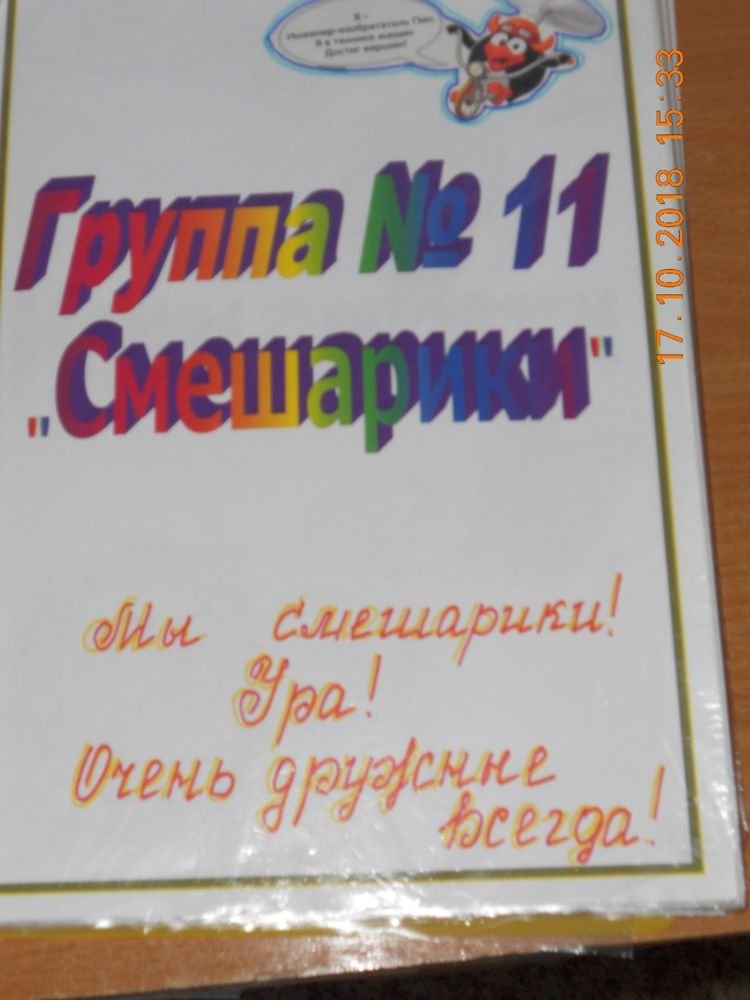 Я -
Инженер-изобретатель Пин.
Я в технике машин
Достиг вершин!
Группа № 11
"Смешарики"
Мы смешарики!
Ура!
Очень дружные
всегда!
17.10.2018 15:33